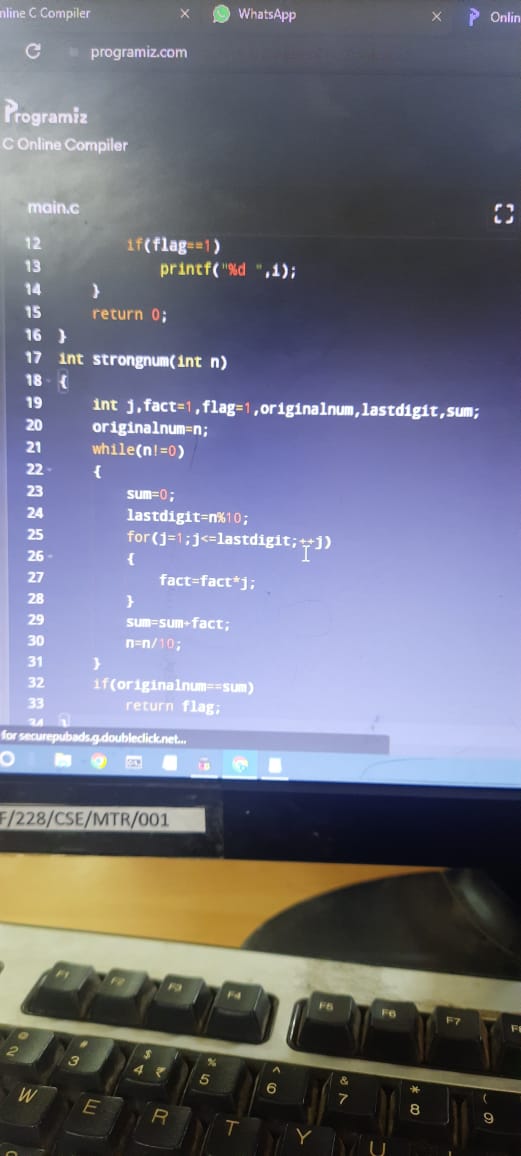 nline C Compiler × WhatsApp × Onlin
programiz.com
Programiz
C Online Compiler
main.c
12 if(flag==1)
13 printf("%d ",i);
14 }
15 return 0;
16 }
17 int strongnum(int n)
18 {
19 int j,fact=1,flag=1,originalnum,lastdigit,sum;
20 originalnum=n;
21 while(n!=0)
22 {
23 sum=0;
24 lastdigit=n%10;
25 for(j=1;j<=lastdigit;++j)
26 {
27 fact=fact*j;
28 }
29 sum=sum+fact;
30 n=n/10;
31 }
32 if(originalnum==sum)
33 return flag;
34 }
for securepubads.g.doubleclick.net...
F/228/CSE/MTR/001
F1 F2 F3 F4 F5 F6 F7
@ # $ % ^ & * (
2 3 4 ₹ 5 6 7 8 9
W E R T Y U